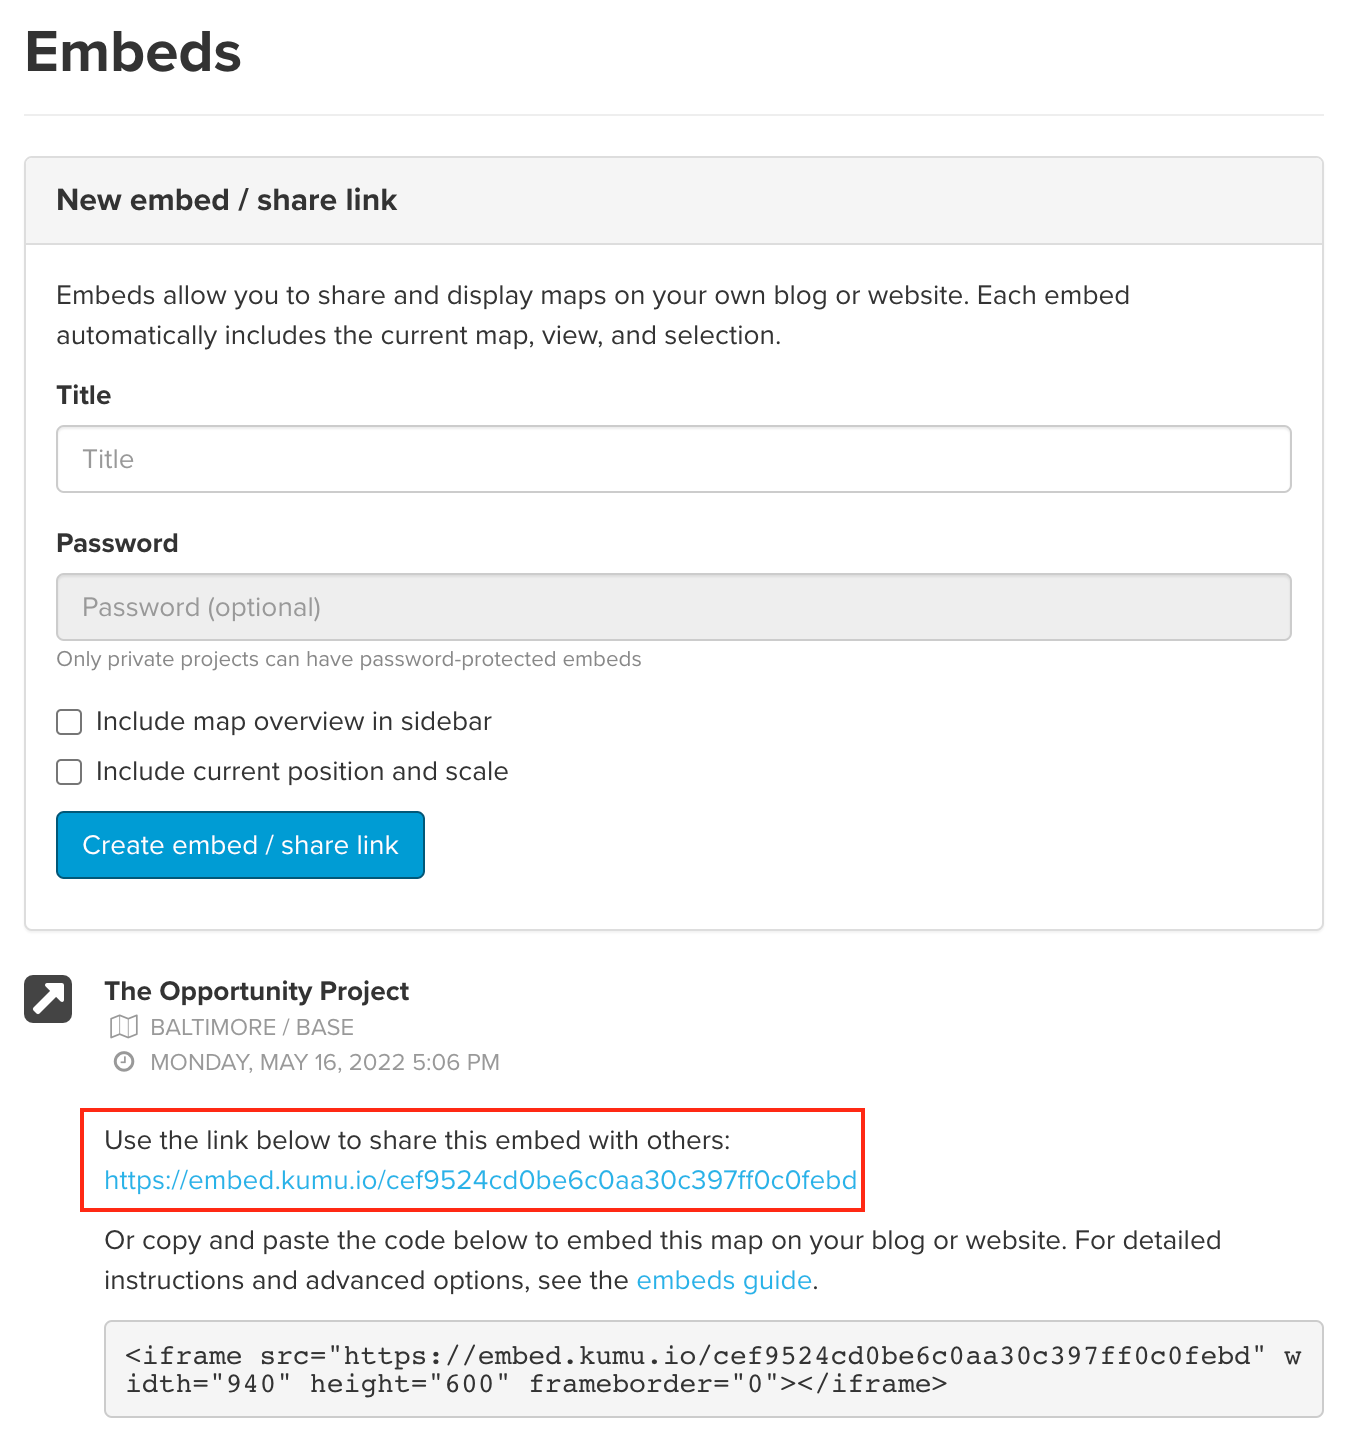 Embeds
New embed / share link
Embeds allow you to share and display maps on your own blog or website. Each embed
automatically includes the current map, view, and selection.
Title
Title
Password
Password (optional)
Only private projects can have password-protected embeds
Include map overview in sidebar
Include current position and scale
Create embed / share link
The Opportunity Project
BALTIMORE / BASE
MONDAY, MAY 16, 2022 5:06 PM
Use the link below to share this embed with others:
https://embed.kumu.io/cef9524cd0be6c0aa30c397ff0c0febd
Or copy and paste the code below to embed this map on your blog or website. For detailed
instructions and advanced options, see the embeds guide.
<iframe src="https://embed.kumu.io/cef9524cd0be6c0aa30c397ff0c0febd" w
idth="940" height="600" frameborder="0"></iframe>